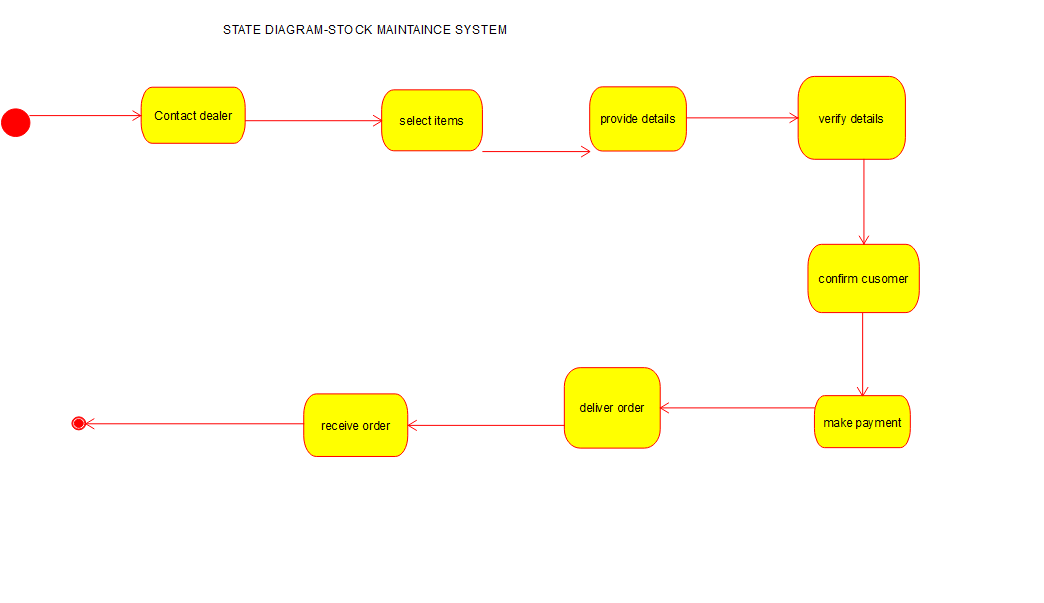 STATE DIAGRAM-STOCK MAINTAINCE SYSTEM
Contact dealer
select items
provide details
verify details
confirm cusomer
make payment
deliver order
receive order